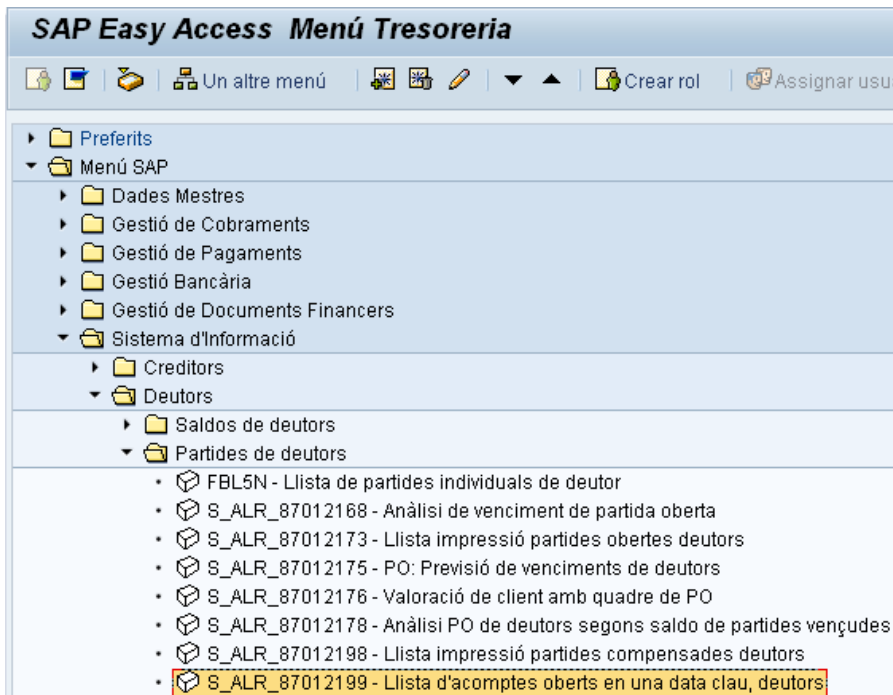 SAP Easy Access Menú Tresoreria
Un altre menú Crear rol Assignar usu
Preferits
Menú SAP
Dades Mestres
Gestió de Cobraments
Gestió de Pagaments
Gestió Bancària
Gestió de Documents Financers
Sistema d'Informació
Creditors
Deutors
Saldos de deutors
Partides de deutors
FBL5N - Llista de partides individuals de deutor
S_ALR_87012168 - Anàlisi de venciment de partida oberta
S_ALR_87012173 - Llista impressió partides obertes deutors
S_ALR_87012175 - PO: Previsió de venciments de deutors
S_ALR_87012176 - Valoració de client amb quadre de PO
S_ALR_87012178 - Anàlisi PO de deutors segons saldo de partides vençudes
S_ALR_87012198 - Llista impressió partides compensades deutors
S_ALR_87012199 - Llista d'acomptes oberts en una data clau, deutors